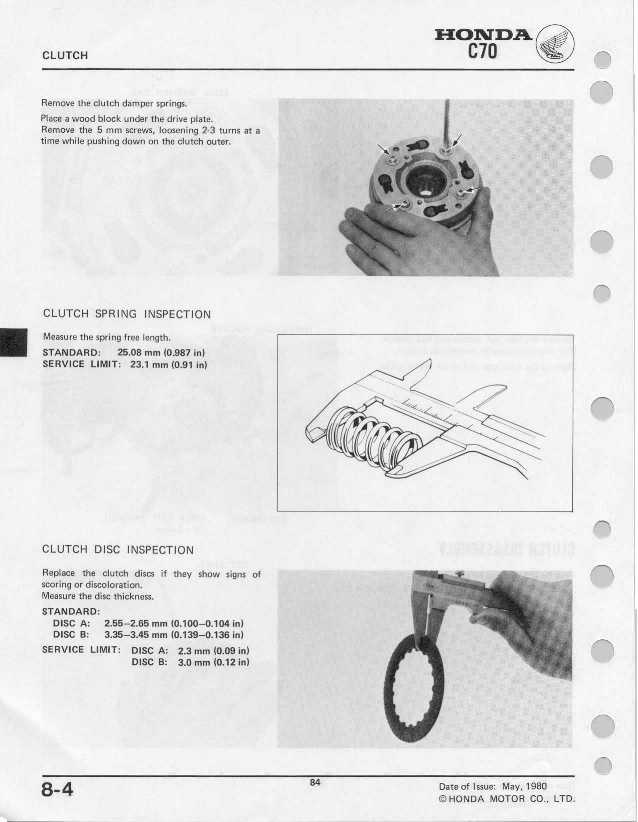 CLUTCH
HONDA
C70
Remove the clutch damper springs.
Place a wood block under the drive plate.
Remove the 5 mm screws, loosening 2-3 turns at a
time while pushing down on the clutch outer.
CLUTCH SPRING INSPECTION
Measure the spring free length.
STANDARD: 25.08 mm (0.987 in)
SERVICE LIMIT: 23.1 mm (0.91 in)
CLUTCH DISC INSPECTION
Replace the clutch discs if they show signs of
scoring or discoloration.
Measure the disc thickness.
STANDARD:
DISC A: 2.55–2.65 mm (0.100–0.104 in)
DISC B: 3.35–3.45 mm (0.139–0.136 in)
SERVICE LIMIT: DISC A: 2.3 mm (0.09 in)
DISC B: 3.0 mm (0.12 in)
8-4
84
Date of Issue: May, 1980
© HONDA MOTOR CO., LTD.